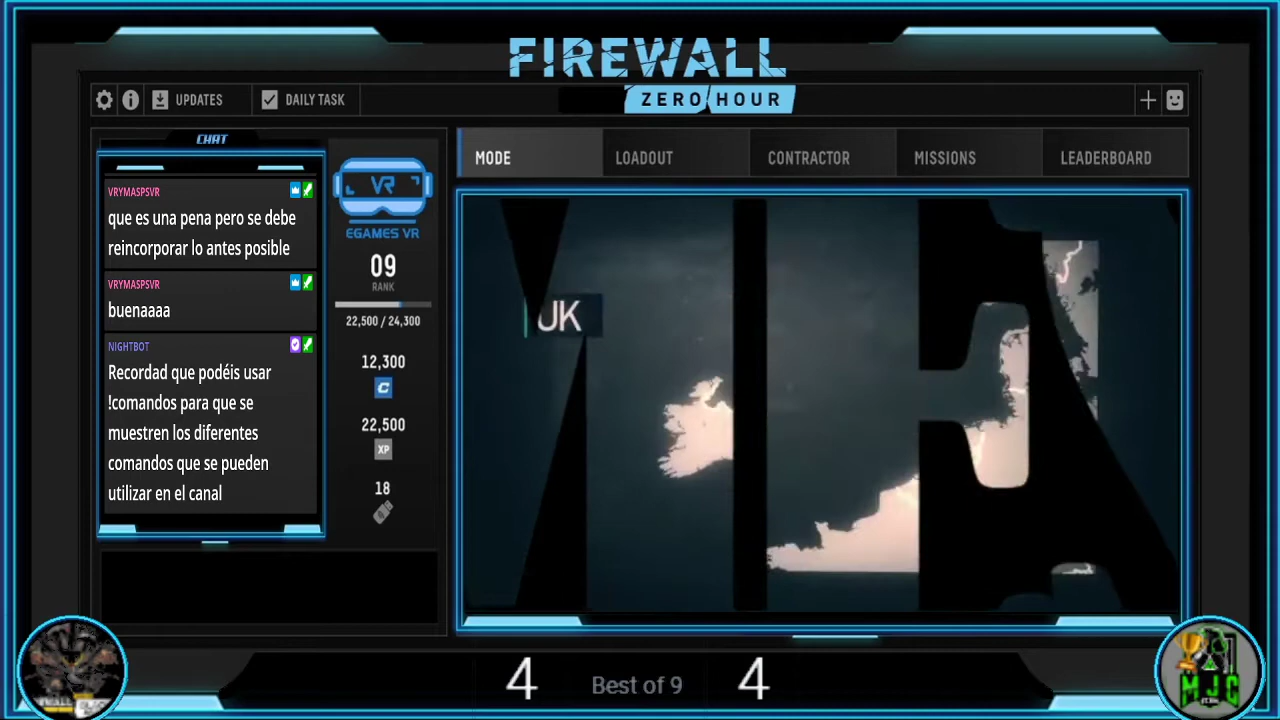 FIREWALL
ZERO HOUR
UPDATES
DAILY TASK
CHAT
VRYMASPSVR
que es una pena pero se debe
reincorporar lo antes posible
VRYMASPSVR
buenaaaa
NIGHTBOT
Recordad que podéis usar
!comandos para que se
muestren los diferentes
comandos que se pueden
utilizar en el canal
VR
EGAMES VR
09
RANK
22,500 / 24,300
12,300
C
22,500
XP
18
MODE
LOADOUT
CONTRACTOR
MISSIONS
LEADERBOARD
UK
4
Best of 9
4
MJC